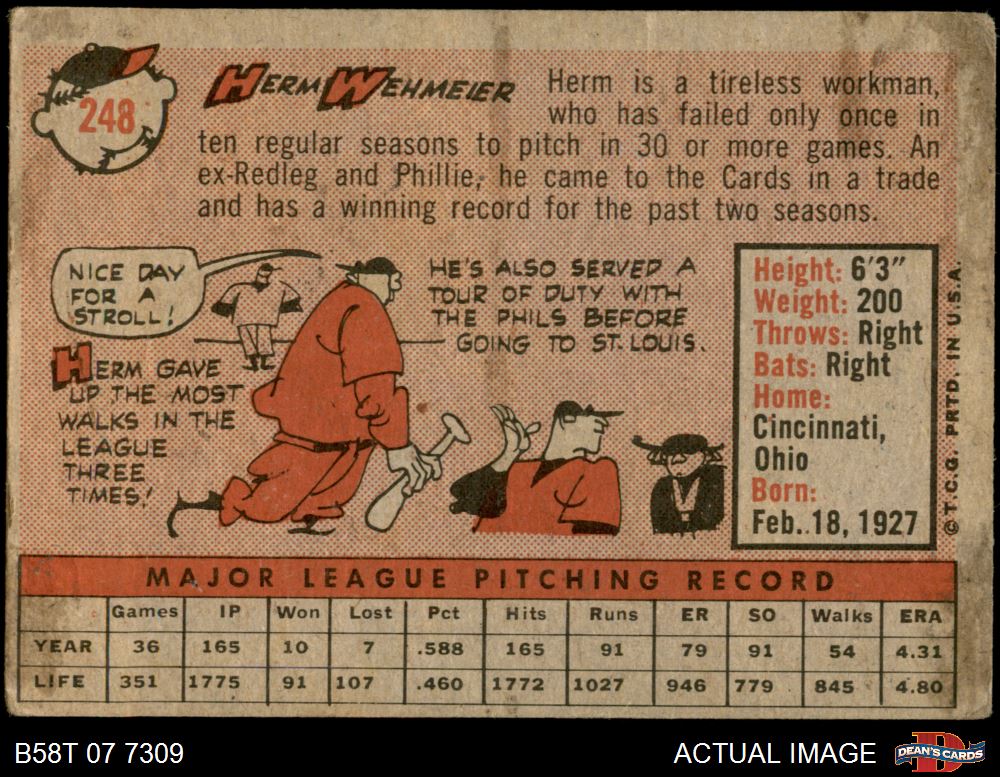 248
HERM WEHMEIER
Herm is a tireless workman,
who has failed only once in
ten regular seasons to pitch in 30 or more games. An
ex-Redleg and Phillie, he came to the Cards in a trade
and has a winning record for the past two seasons.
NICE DAY
FOR A
STROLL!
HERM GAVE
UP THE MOST
WALKS IN THE
LEAGUE
THREE
TIMES!
HE'S ALSO SERVED A
TOUR OF DUTY WITH
THE PHILS BEFORE
GOING TO ST. LOUIS.
Height: 6'3"
Weight: 200
Throws: Right
Bats: Right
Home:
Cincinnati,
Ohio
Born:
Feb. 18, 1927
© T.C.G. PRTD. IN U.S.A.
MAJOR LEAGUE PITCHING RECORD
Games IP Won Lost Pct Hits Runs ER SO Walks ERA
YEAR 36 165 10 7 .588 165 91 79 91 54 4.31
LIFE 351 1775 91 107 .460 1772 1027 946 779 845 4.80
B58T 07 7309
ACTUAL IMAGE
D
DEAN'S CARDS